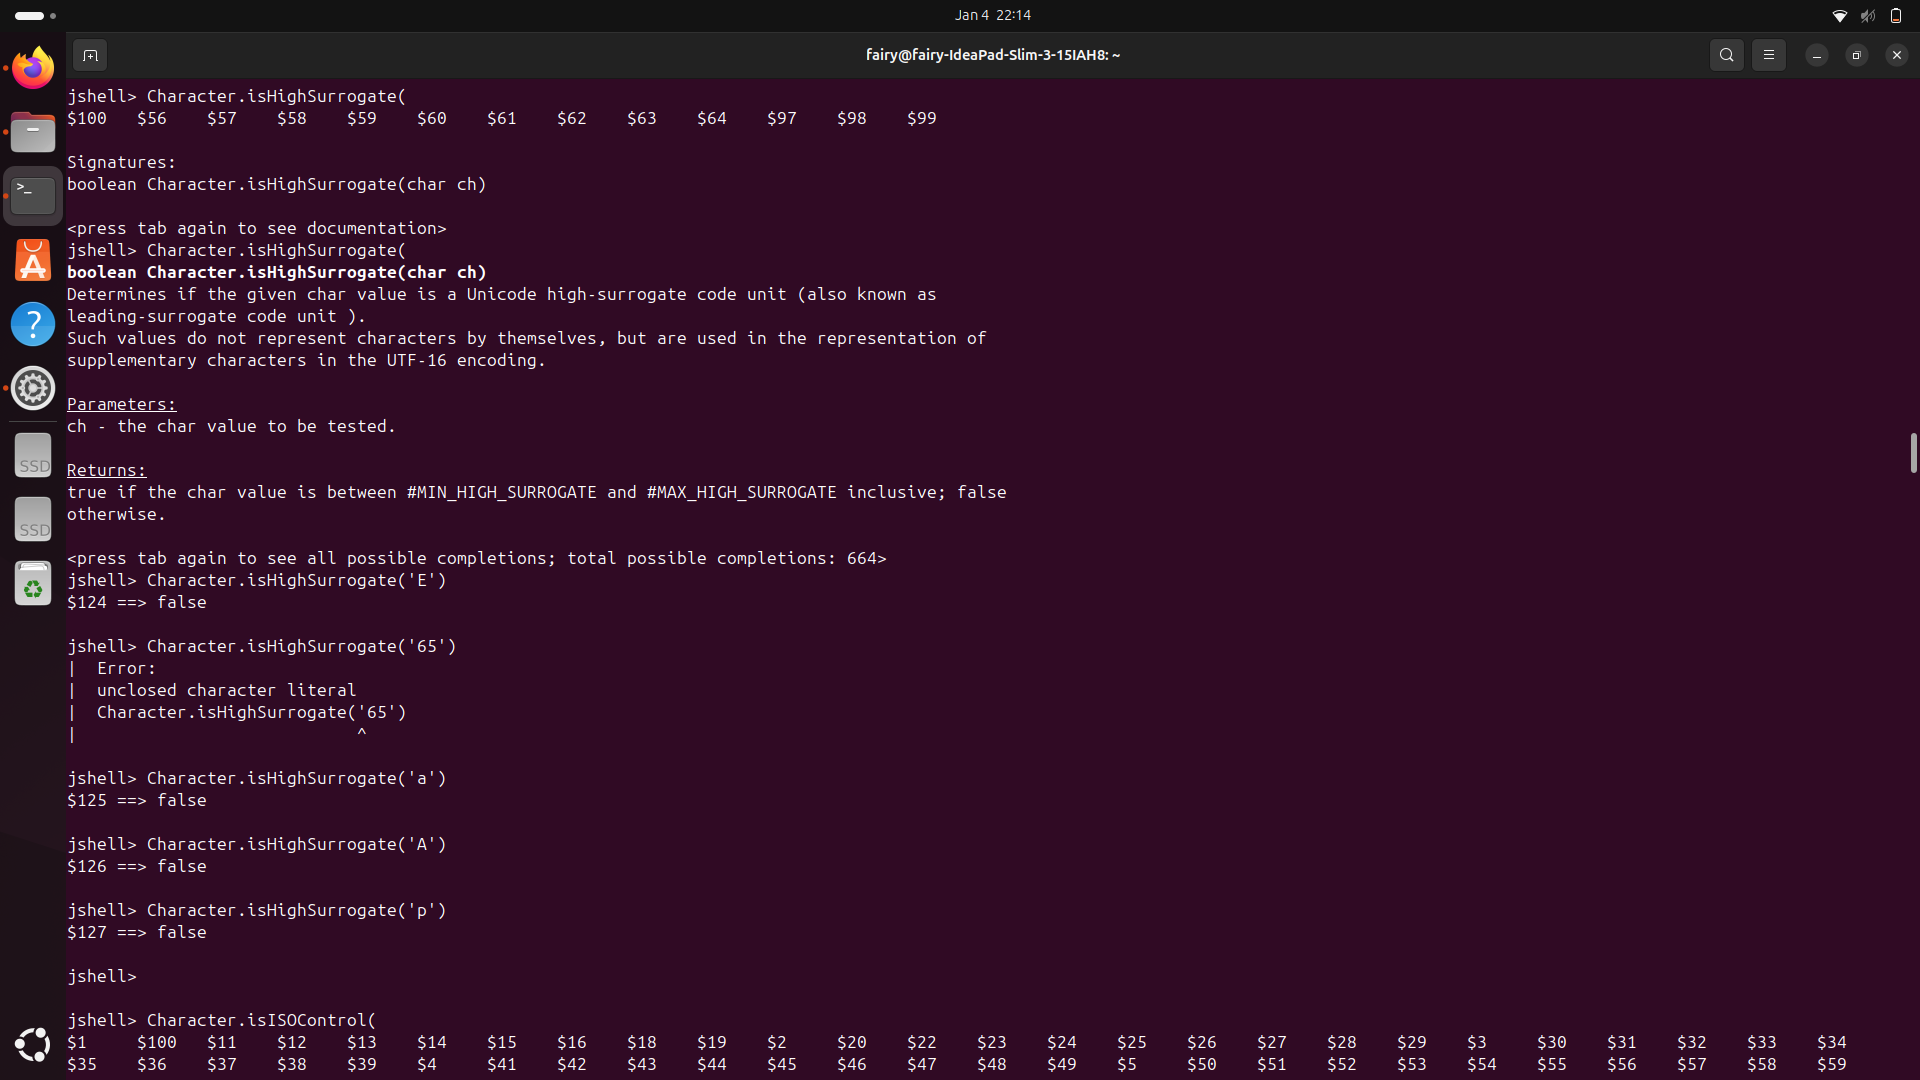 Jan 4 22:14
fairy@fairy-IdeaPad-Slim-3-15IAH8: ~
jshell> Character.isHighSurrogate(
$100   $56    $57    $58    $59    $60    $61    $62    $63    $64    $97    $98    $99
Signatures:
boolean Character.isHighSurrogate(char ch)
<press tab again to see documentation>
jshell> Character.isHighSurrogate(
boolean Character.isHighSurrogate(char ch)
Determines if the given char value is a Unicode high-surrogate code unit (also known as
leading-surrogate code unit ).
Such values do not represent characters by themselves, but are used in the representation of
supplementary characters in the UTF-16 encoding.
Parameters:
ch - the char value to be tested.
Returns:
true if the char value is between #MIN_HIGH_SURROGATE and #MAX_HIGH_SURROGATE inclusive; false
otherwise.
<press tab again to see all possible completions; total possible completions: 664>
jshell> Character.isHighSurrogate('E')
$124 ==> false
jshell> Character.isHighSurrogate('65')
|  Error:
|  unclosed character literal
|  Character.isHighSurrogate('65')
|                            ^
jshell> Character.isHighSurrogate('a')
$125 ==> false
jshell> Character.isHighSurrogate('A')
$126 ==> false
jshell> Character.isHighSurrogate('p')
$127 ==> false
jshell>
jshell> Character.isISOControl(
$1     $100   $11    $12    $13    $14    $15    $16    $18    $19    $2     $20    $22    $23    $24    $25    $26    $27    $28    $29    $3     $30    $31    $32    $33    $34
$35    $36    $37    $38    $39    $4     $41    $42    $43    $44    $45    $46    $47    $48    $49    $5     $50    $51    $52    $53    $54    $55    $56    $57    $58    $59
SSD
SSD